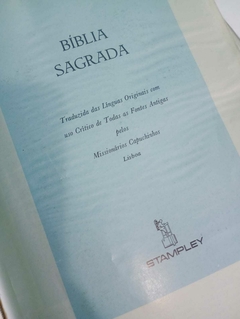 BÍBLIA
SAGRADA
Traduzida das Línguas Originais com
uso Crítico de Todas as Fontes Antigas
pelos
Missionários Capuchinhos
Lisboa
STAMPLEY